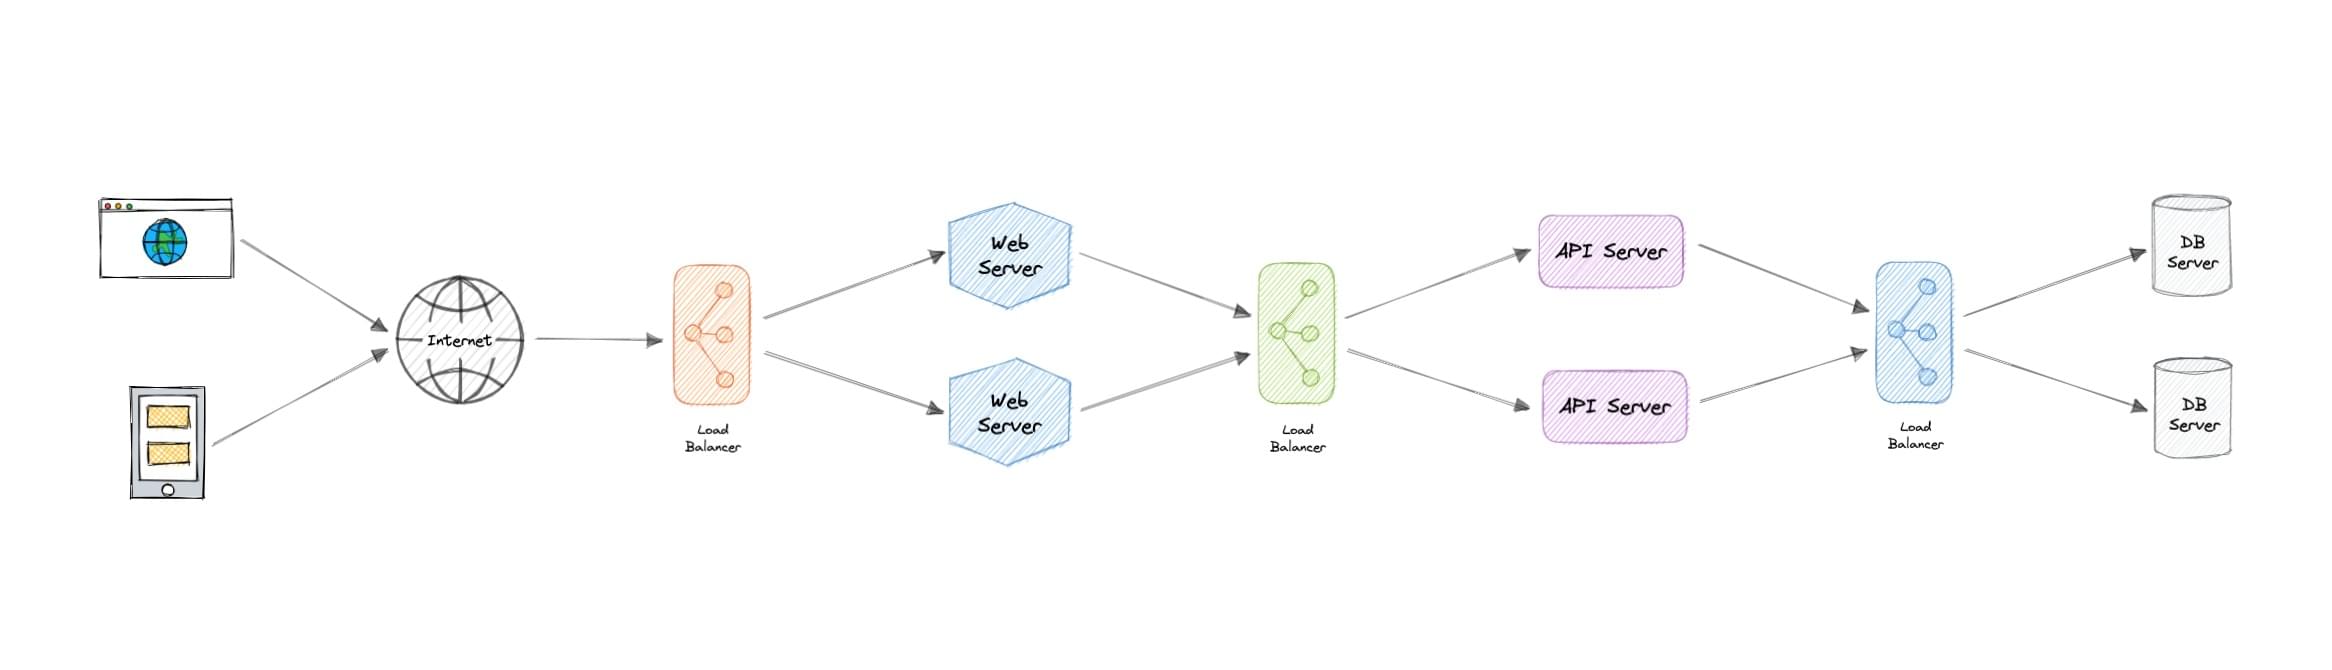 Internet
Load
Balancer
Web
Server
Web
Server
Load
Balancer
API Server
API Server
Load
Balancer
DB
Server
DB
Server